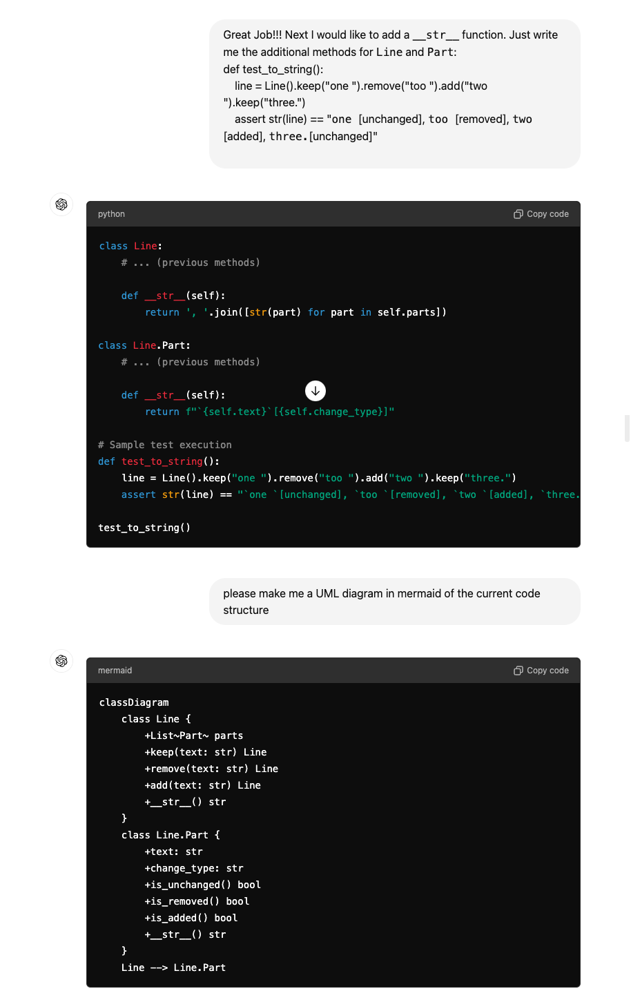 Great Job!!! Next I would like to add a __str__ function. Just write
me the additional methods for Line and Part:
def test_to_string():
    line = Line().keep("one ").remove("too ").add("two
").keep("three.")
    assert str(line) == "one [unchanged], too [removed], two
[added], three.[unchanged]"
python
Copy code
class Line:
    # ... (previous methods)
    def __str__(self):
        return ', '.join([str(part) for part in self.parts])
class Line.Part:
    # ... (previous methods)
    def __str__(self):
        return f"`{self.text}`[{self.change_type}]"
# Sample test execution
def test_to_string():
    line = Line().keep("one ").remove("too ").add("two ").keep("three.")
    assert str(line) == "`one `[unchanged], `too `[removed], `two `[added], `three.
test_to_string()
please make me a UML diagram in mermaid of the current code
structure
mermaid
Copy code
classDiagram
    class Line {
        +List~Part~ parts
        +keep(text: str) Line
        +remove(text: str) Line
        +add(text: str) Line
        +__str__() str
    }
    class Line.Part {
        +text: str
        +change_type: str
        +is_unchanged() bool
        +is_removed() bool
        +is_added() bool
        +__str__() str
    }
    Line --> Line.Part